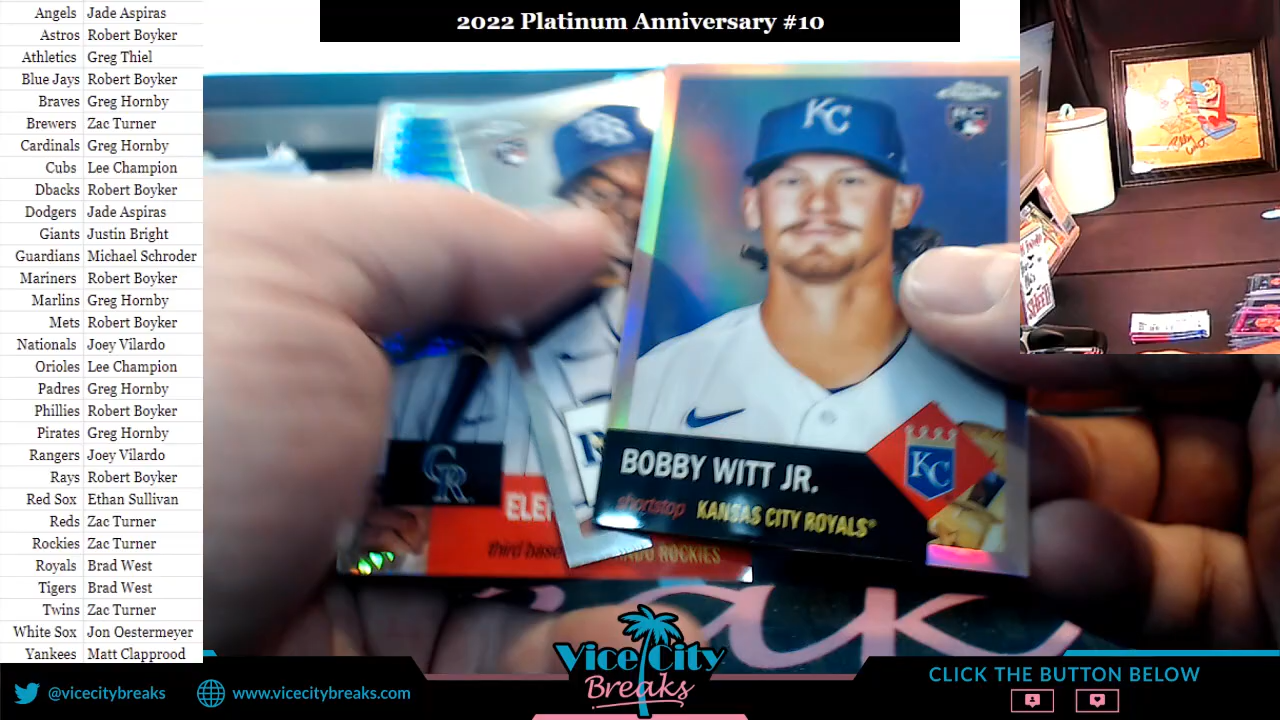 2022 Platinum Anniversary #10
Angels Jade Aspiras
Astros Robert Boyker
Athletics Greg Thiel
Blue Jays Robert Boyker
Braves Greg Hornby
Brewers Zac Turner
Cardinals Greg Hornby
Cubs Lee Champion
Dbacks Robert Boyker
Dodgers Jade Aspiras
Giants Justin Bright
Guardians Michael Schroder
Mariners Robert Boyker
Marlins Greg Hornby
Mets Robert Boyker
Nationals Joey Vilardo
Orioles Lee Champion
Padres Greg Hornby
Phillies Robert Boyker
Pirates Greg Hornby
Rangers Joey Vilardo
Rays Robert Boyker
Red Sox Ethan Sullivan
Reds Zac Turner
Rockies Zac Turner
Royals Brad West
Tigers Brad West
Twins Zac Turner
White Sox Jon Oestermeyer
Yankees Matt Clapprood
KC
RC
BOBBY WITT JR.
shortstop KANSAS CITY ROYALS®
KC
CR
ELE
third base
ROCKIES
Vice City
Breaks
@vicecitybreaks
www.vicecitybreaks.com
CLICK THE BUTTON BELOW